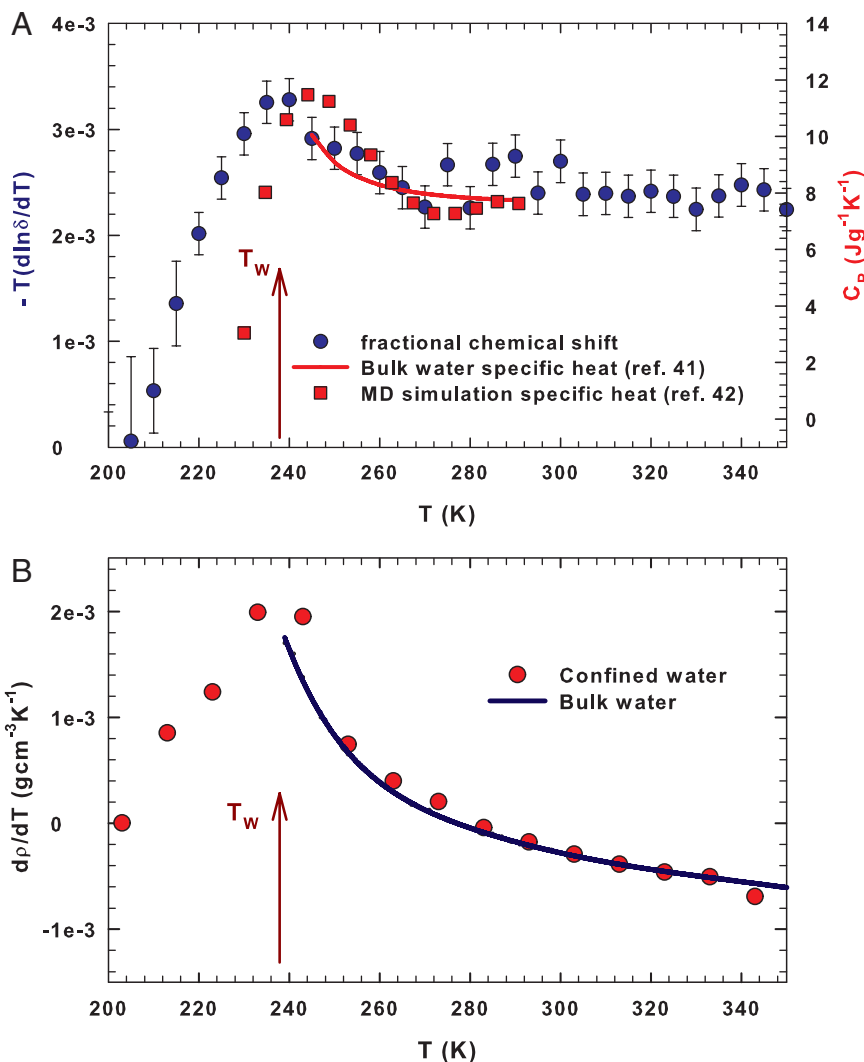 A
4e-3
3e-3
2e-3
1e-3
0
- T(dlnδ/dT)
14
12
10
8
6
4
2
0
C_P (Jg⁻¹K⁻¹)
T_W
fractional chemical shift
Bulk water specific heat (ref. 41)
MD simulation specific heat (ref. 42)
200 220 240 260 280 300 320 340
T (K)
B
2e-3
1e-3
0
-1e-3
dρ/dT (gcm⁻³K⁻¹)
Confined water
Bulk water
T_W
200 220 240 260 280 300 320 340
T (K)